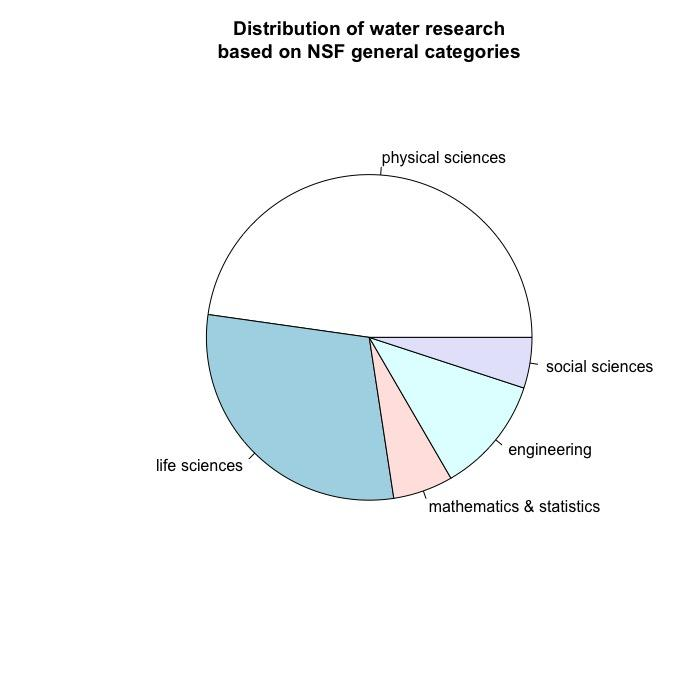 Distribution of water research
based on NSF general categories
physical sciences
social sciences
engineering
life sciences
mathematics & statistics